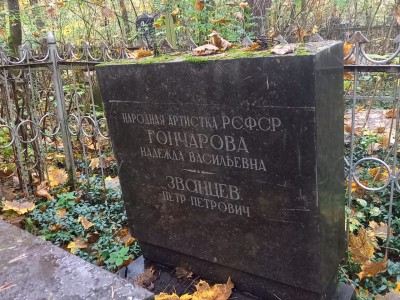 НАРОДНАЯ АРТИСТКА РСФСР
ГОНЧАРОВА
НАДЕЖДА ВАСИЛЬЕВНА
ЗВАНЦЕВ
ПЕТР ПЕТРОВИЧ